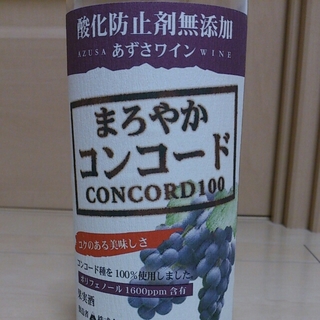 酸化防止剤無添加
AZUSA あずさワイン WINE
まろやか
コンコード
CONCORD100
コクのある美味しさ
コンコード種を100%使用しました
ポリフェノール1600ppm含有
果実酒